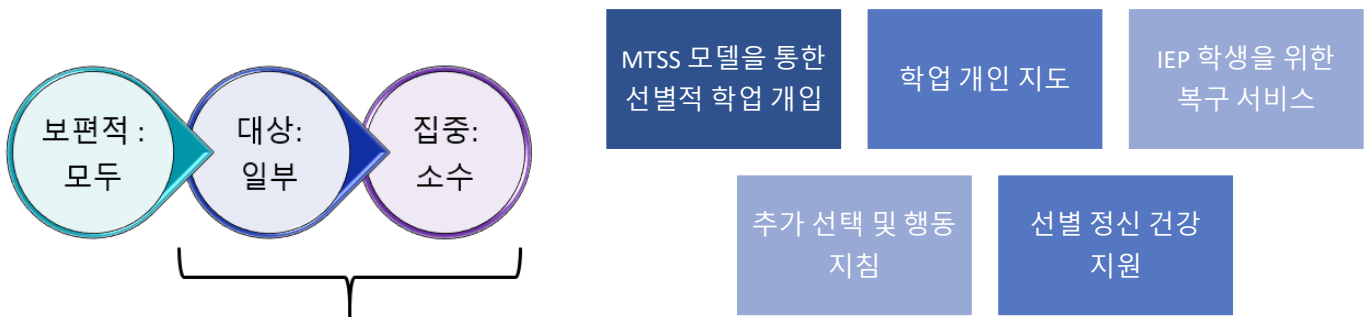 보편적 :
모두
대상:
일부
집중:
소수
MTSS 모델을 통한
선별적 학업 개입
학업 개인 지도
IEP 학생을 위한
복구 서비스
추가 선택 및 행동
지침
선별 정신 건강
지원